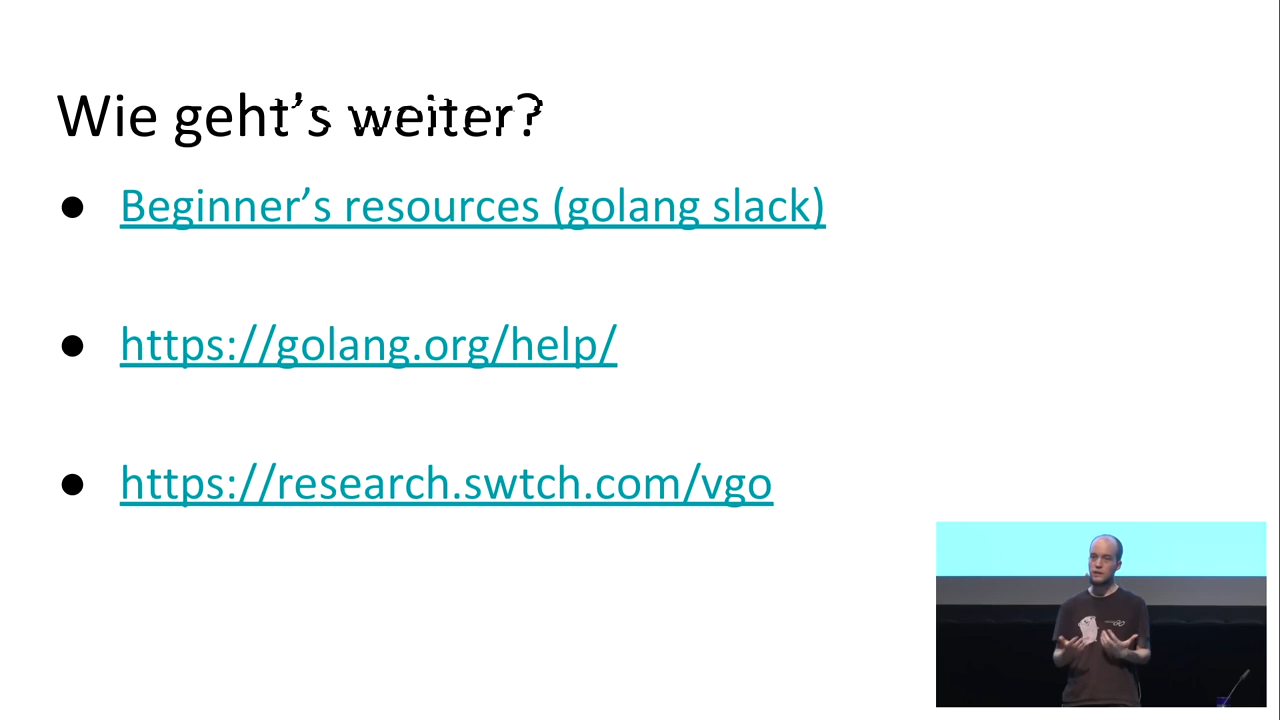 Wie geht’s weiter?
● Beginner’s resources (golang slack)
● https://golang.org/help/
● https://research.swtch.com/vgo